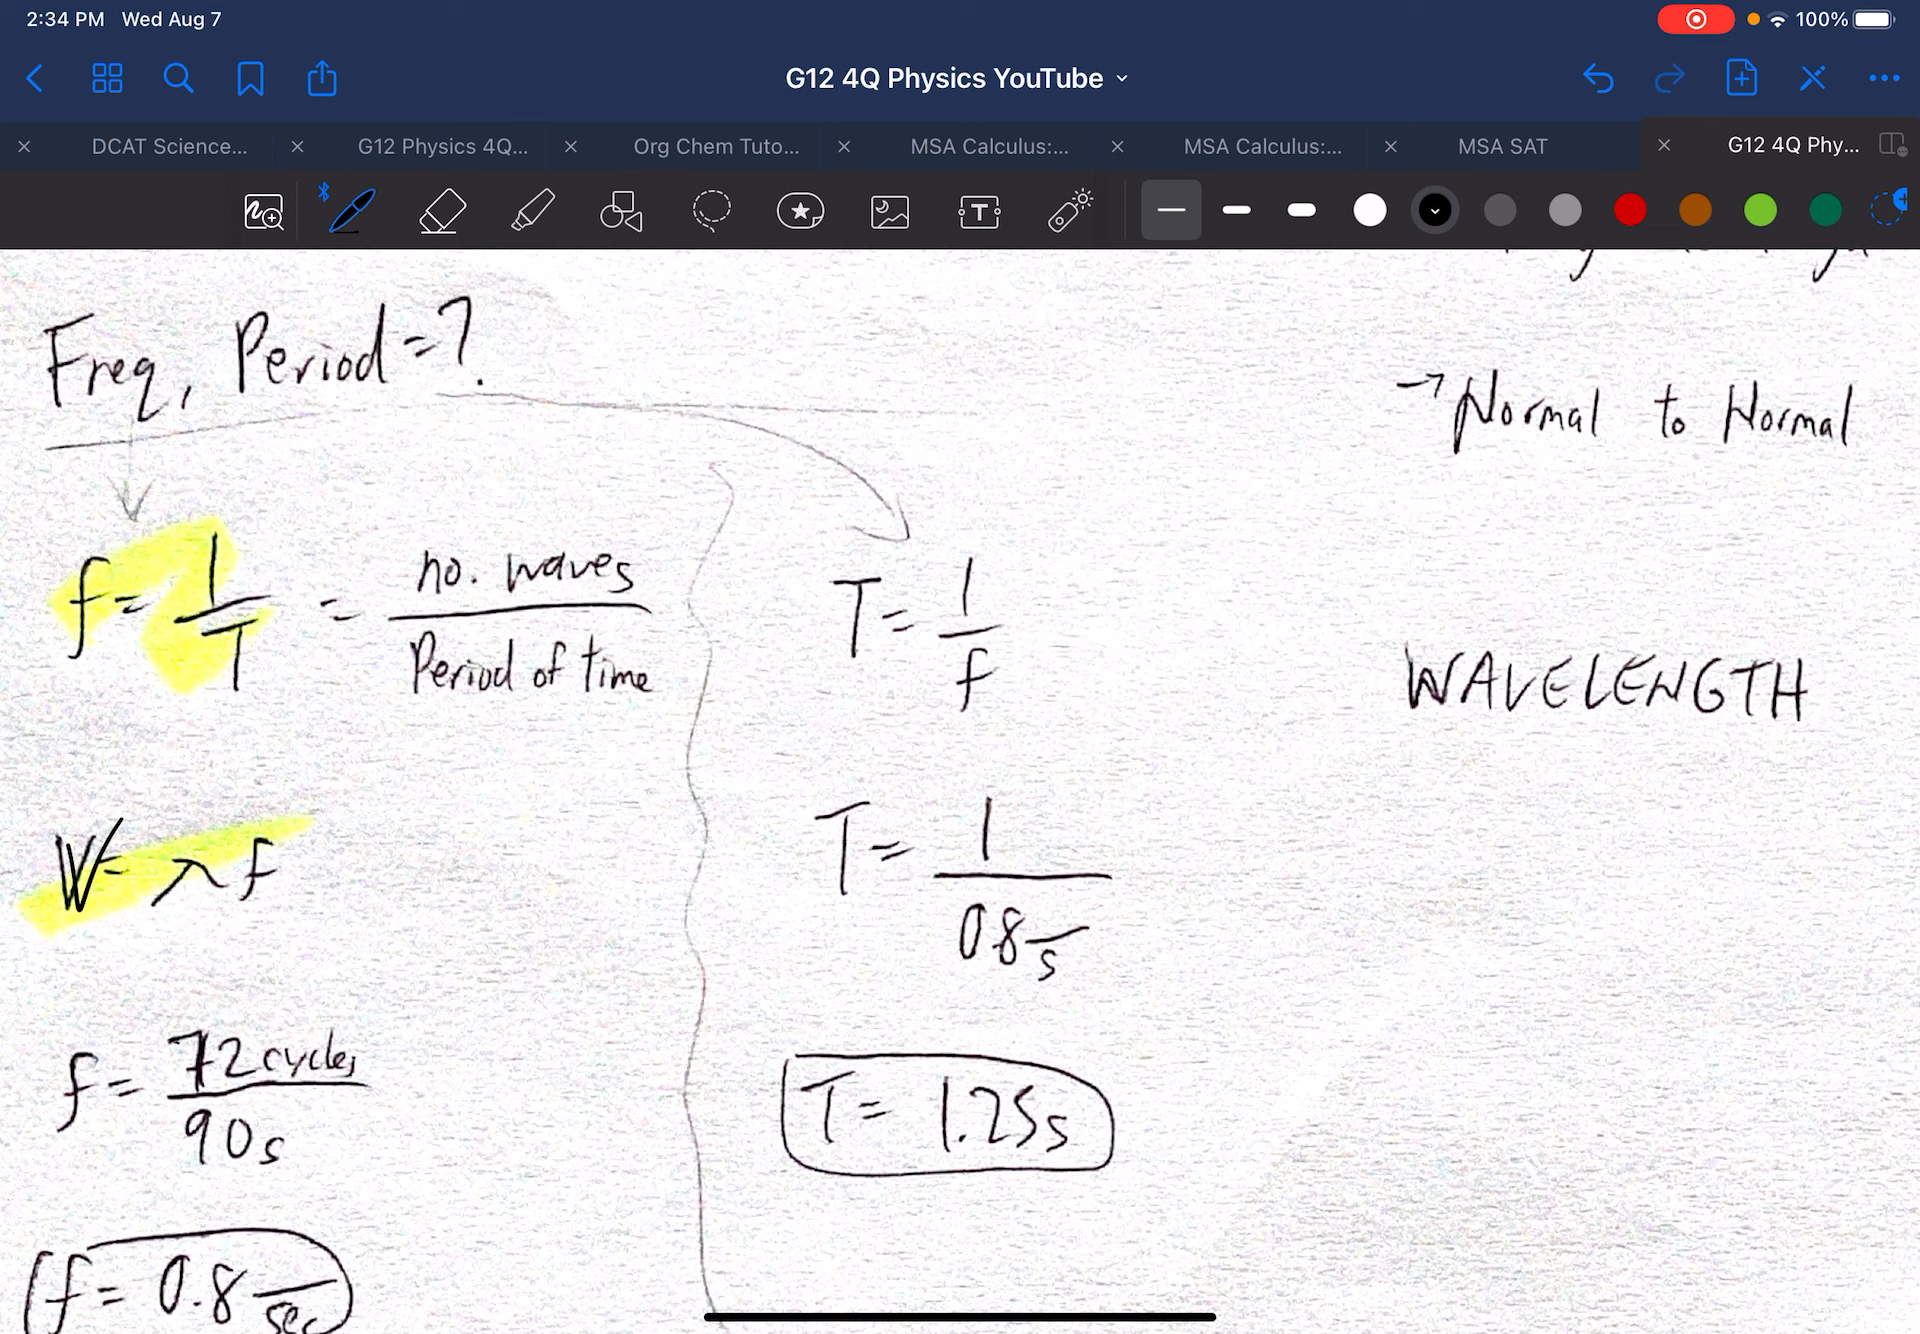 2:34 PM Wed Aug 7
100%
G12 4Q Physics YouTube
DCAT Science...
G12 Physics 4Q...
Org Chem Tuto...
MSA Calculus:...
MSA Calculus:...
MSA SAT
G12 4Q Phy...
Freq, Period = ?
→ Normal to Normal
f = 1/T = no. waves / Period of time
T = 1/f
WAVELENGTH
V = λ f
T = 1 / 0.8 /s
f = 72 cycles / 90 s
T = 1.25 s
f = 0.8 /sec